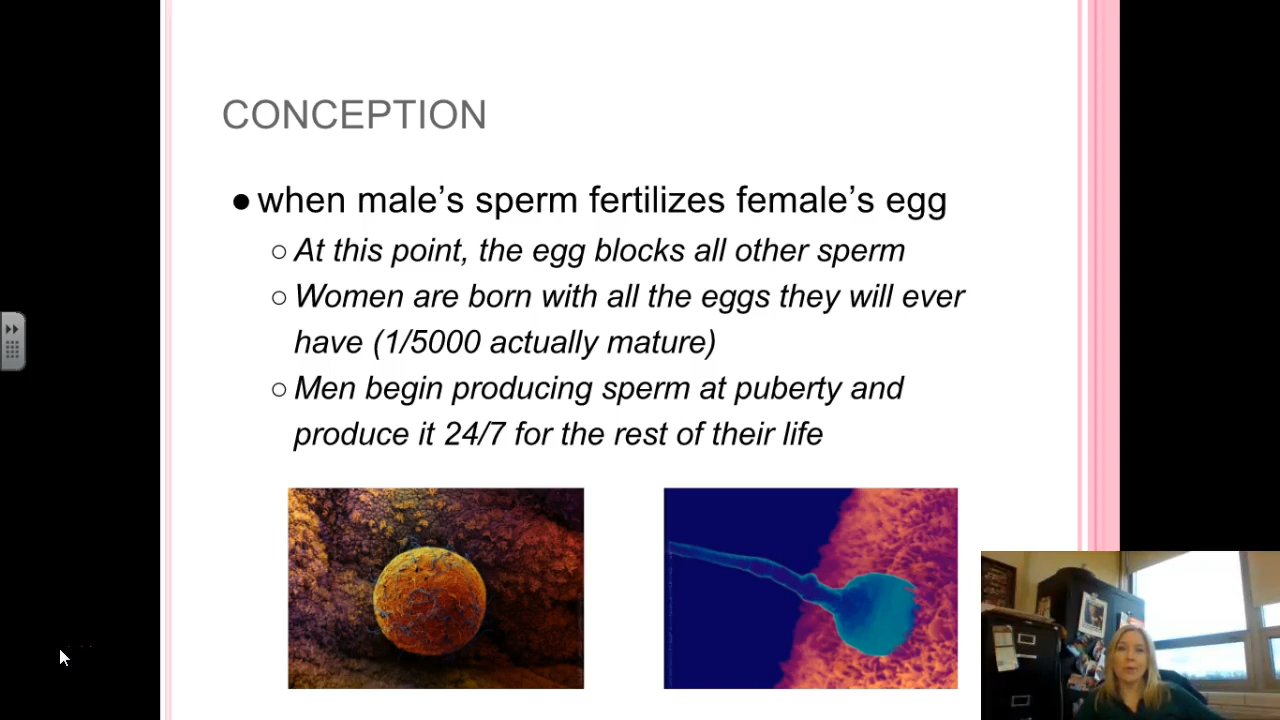 CONCEPTION
● when male’s sperm fertilizes female’s egg
○ At this point, the egg blocks all other sperm
○ Women are born with all the eggs they will ever
have (1/5000 actually mature)
○ Men begin producing sperm at puberty and
produce it 24/7 for the rest of their life